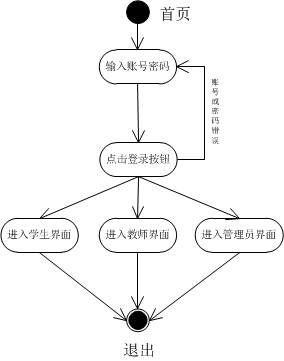 首页
输入账号密码
账号或密码错误
点击登录按钮
进入学生界面
进入教师界面
进入管理员界面
退出